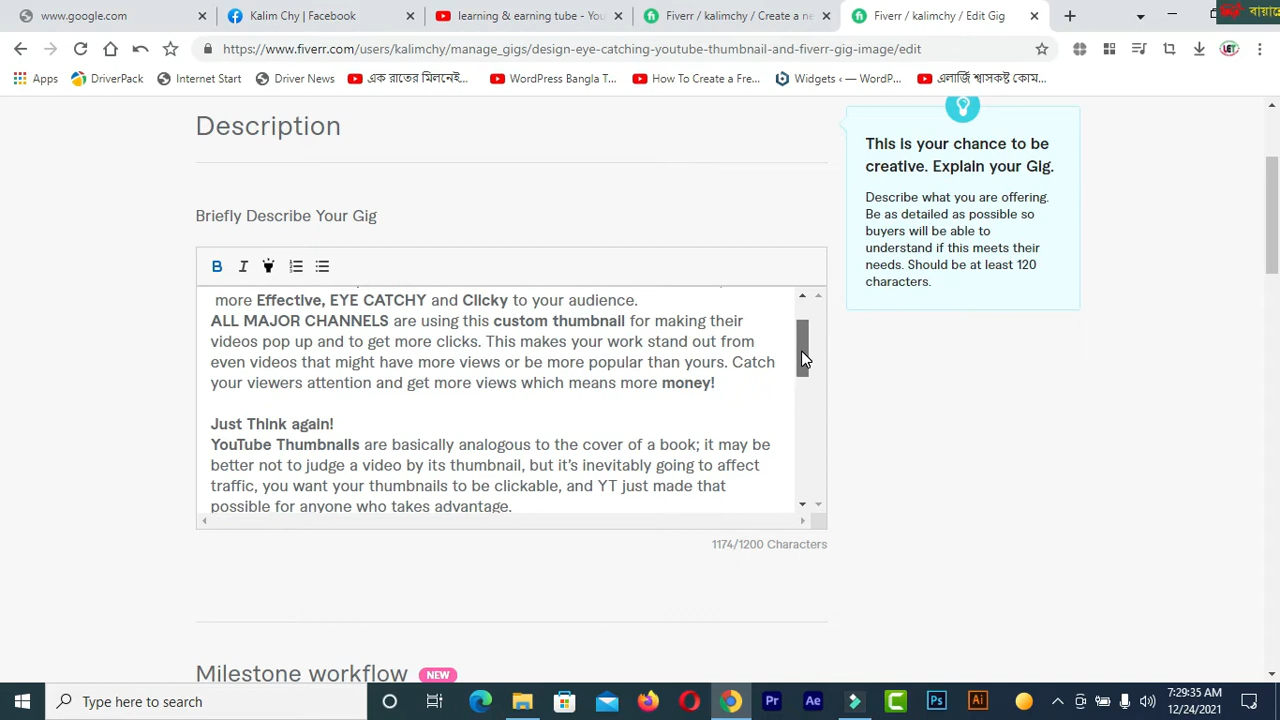 www.google.com
Kalim Chy | Facebook
learning & earning tush - You
Fiverr / kalimchy / Create a ne
Fiverr / kalimchy / Edit Gig
https://www.fiverr.com/users/kalimchy/manage_gigs/design-eye-catching-youtube-thumbnail-and-fiverr-gig-image/edit
Apps
DriverPack
Internet Start
Driver News
এক রাতের মিলনেই...
WordPress Bangla T...
How To Create a Fre...
Widgets ‹ — WordP...
এলার্জি শ্বাসকষ্ট কোম...
Description
Briefly Describe Your Gig
more Effective, EYE CATCHY and Clicky to your audience.
ALL MAJOR CHANNELS are using this custom thumbnail for making their
videos pop up and to get more clicks. This makes your work stand out from
even videos that might have more views or be more popular than yours. Catch
your viewers attention and get more views which means more money!
Just Think again!
YouTube Thumbnails are basically analogous to the cover of a book; it may be
better not to judge a video by its thumbnail, but it's inevitably going to affect
traffic, you want your thumbnails to be clickable, and YT just made that
possible for anyone who takes advantage.
1174/1200 Characters
This is your chance to be
creative. Explain your Gig.
Describe what you are offering.
Be as detailed as possible so
buyers will be able to
understand if this meets their
needs. Should be at least 120
characters.
Milestone workflow NEW
Type here to search
7:29:35 AM
12/24/2021